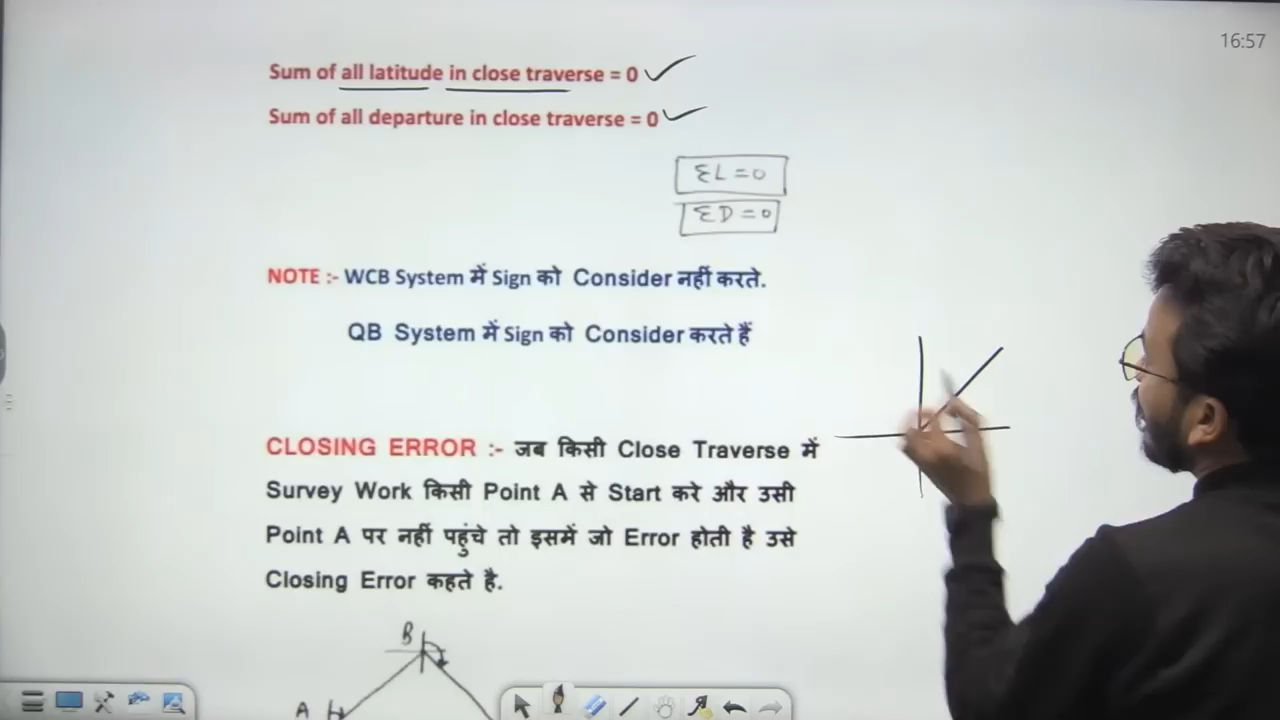 16:57
Sum of all latitude in close traverse = 0
Sum of all departure in close traverse = 0
ΣL = 0
ΣD = 0
NOTE :- WCB System में Sign को Consider नहीं करते.
QB System में Sign को Consider करते हैं
CLOSING ERROR :- जब किसी Close Traverse में
Survey Work किसी Point A से Start करे और उसी
Point A पर नहीं पहुंचे तो इसमें जो Error होती है उसे
Closing Error कहते है.
B
A